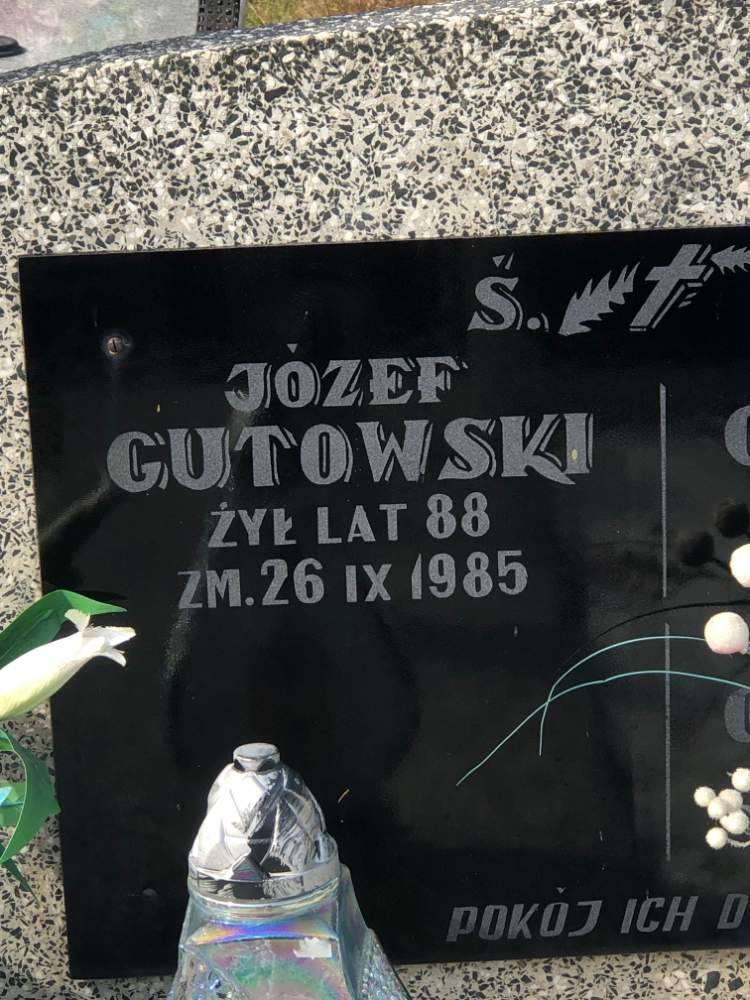 Ś.
JÓZEF
GUTOWSKI
ŻYŁ LAT 88
ZM. 26 IX 1985
POKÓJ ICH